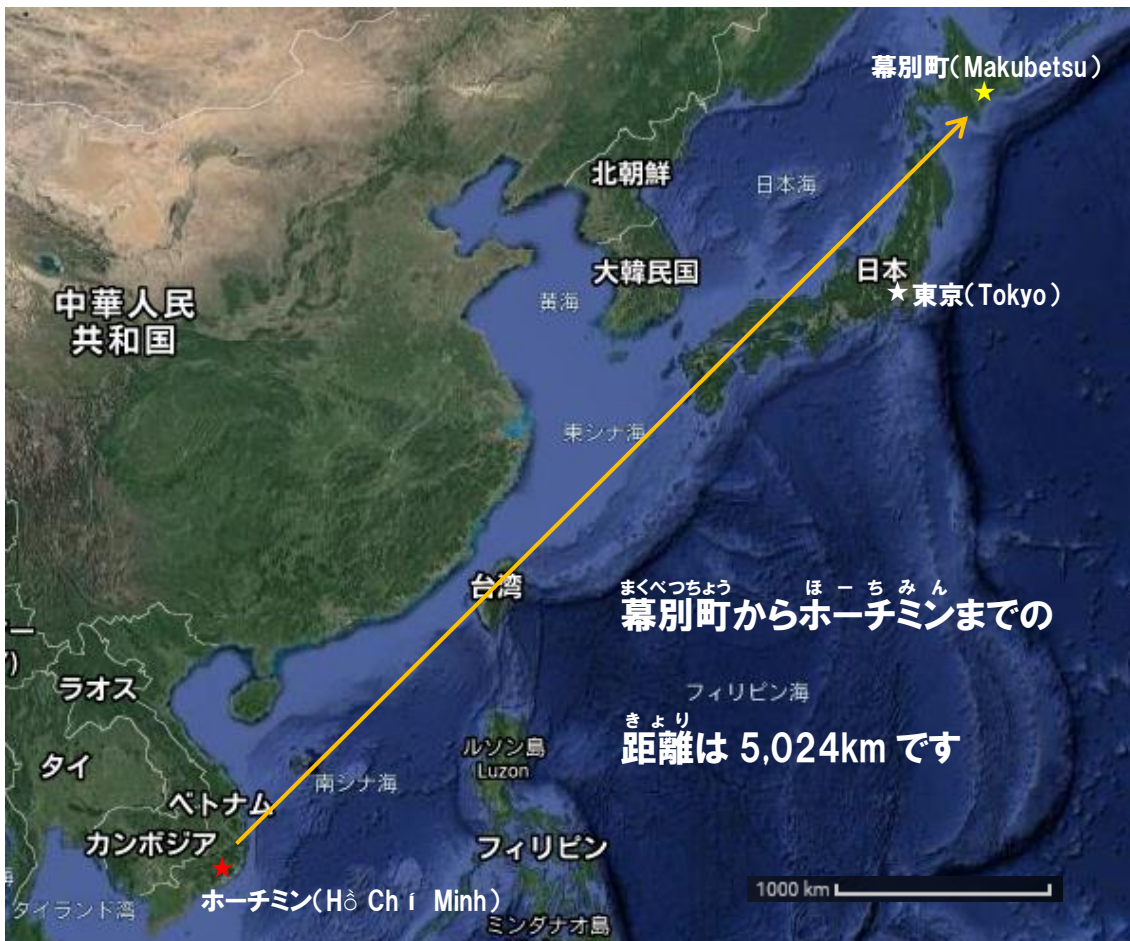 幕別町(Makubetsu)
北朝鮮
日本海
大韓民国
日本
東京(Tokyo)
中華人民
共和国
黄海
東シナ海
台湾
まくべつちょう ほーちみん
幕別町からホーチミンまでの
ラオス
フィリピン海
きょり
距離は 5,024km です
タイ
ルソン島
Luzon
南シナ海
ベトナム
カンボジア
フィリピン
1000 km
ホーチミン(Hồ Chí Minh)
タイランド湾
ミンダナオ島